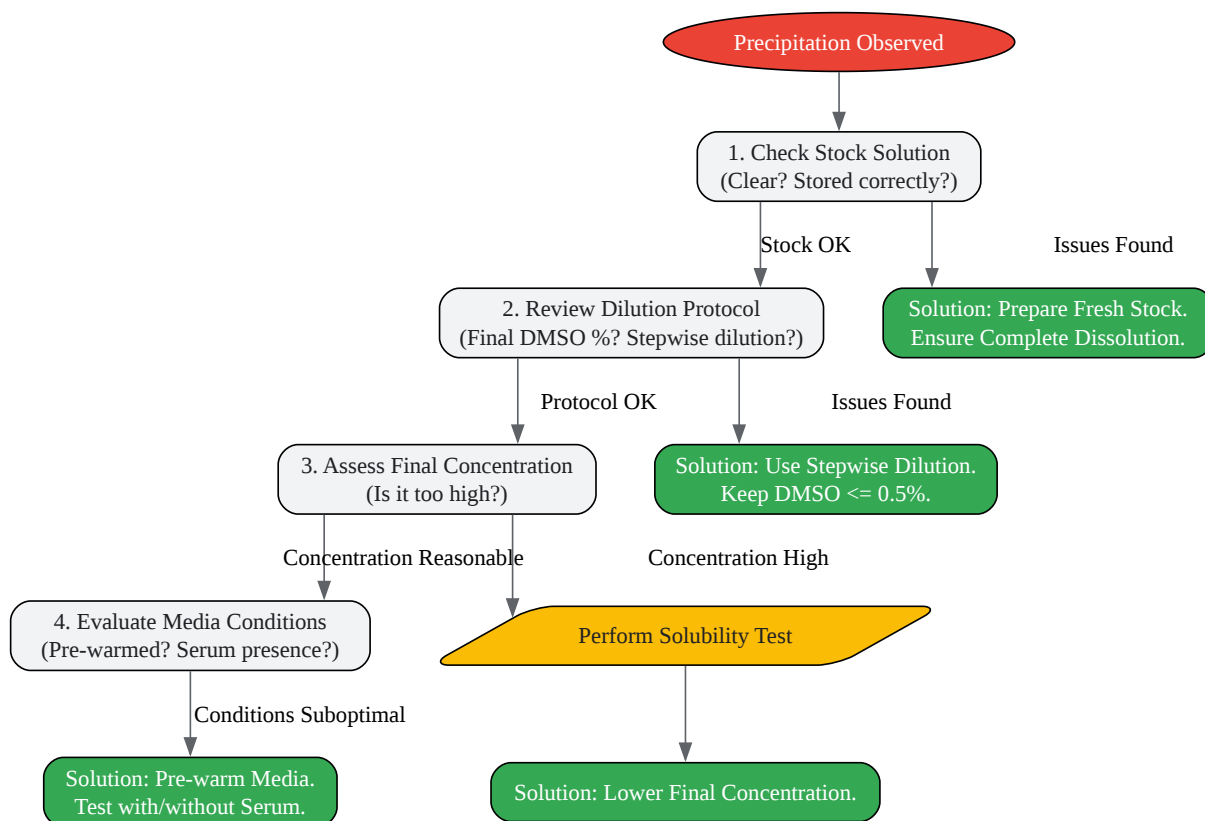 Precipitation Observed
1. Check Stock Solution
(Clear? Stored correctly?)
Stock OK
Issues Found
2. Review Dilution Protocol
(Final DMSO %? Stepwise dilution?)
Solution: Prepare Fresh Stock.
Ensure Complete Dissolution.
Protocol OK
Issues Found
3. Assess Final Concentration
(Is it too high?)
Solution: Use Stepwise Dilution.
Keep DMSO <= 0.5%.
Concentration Reasonable
Concentration High
4. Evaluate Media Conditions
(Pre-warmed? Serum presence?)
Perform Solubility Test
Conditions Suboptimal
Solution: Pre-warm Media.
Test with/without Serum.
Solution: Lower Final Concentration.